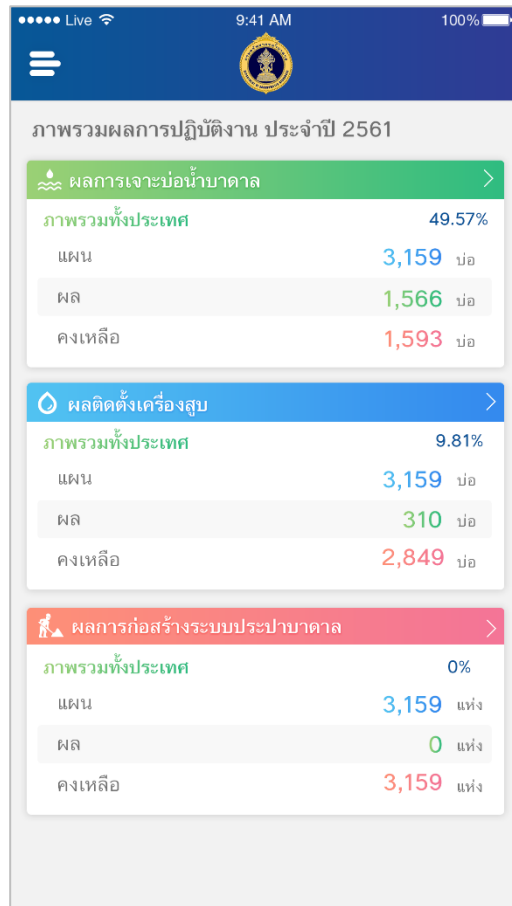 Live 9:41 AM 100%
ภาพรวมผลการปฏิบัติงาน ประจำปี 2561
ผลการเจาะบ่อน้ำบาดาล
ภาพรวมทั้งประเทศ 49.57%
แผน 3,159 บ่อ
ผล 1,566 บ่อ
คงเหลือ 1,593 บ่อ
ผลติดตั้งเครื่องสูบ
ภาพรวมทั้งประเทศ 9.81%
แผน 3,159 บ่อ
ผล 310 บ่อ
คงเหลือ 2,849 บ่อ
ผลการก่อสร้างระบบประปาบาดาล
ภาพรวมทั้งประเทศ 0%
แผน 3,159 แห่ง
ผล 0 แห่ง
คงเหลือ 3,159 แห่ง